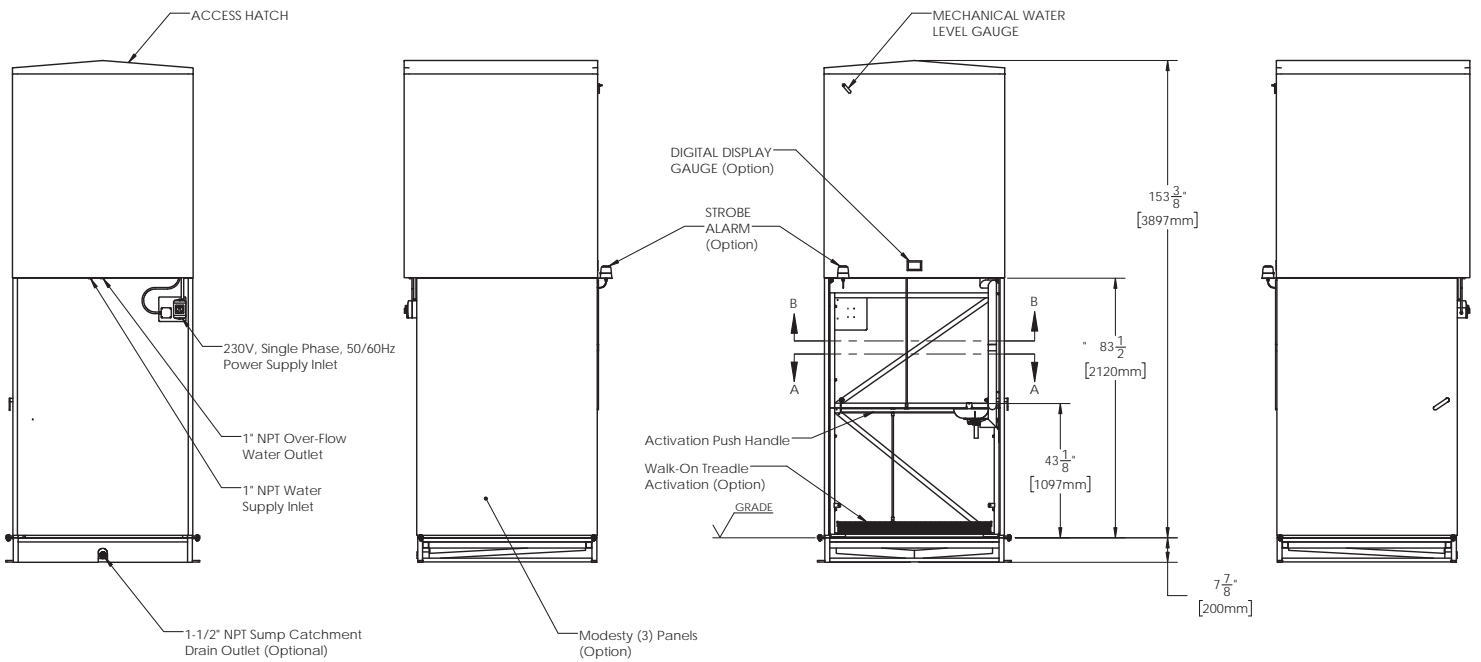 ACCESS HATCH
230V, Single Phase, 50/60Hz
Power Supply Inlet
1" NPT Over-Flow
Water Outlet
1" NPT Water
Supply Inlet
1-1/2" NPT Sump Catchment
Drain Outlet (Optional)
Modesty (3) Panels
(Option)
STROBE
ALARM
(Option)
DIGITAL DISPLAY
GAUGE (Option)
MECHANICAL WATER
LEVEL GAUGE
B
B
A
A
Activation Push Handle
Walk-On Treadle
Activation (Option)
GRADE
153 3/8"
[3897mm]
" 83 1/2
[2120mm]
43 1/8"
[1097mm]
7 7/8"
[200mm]